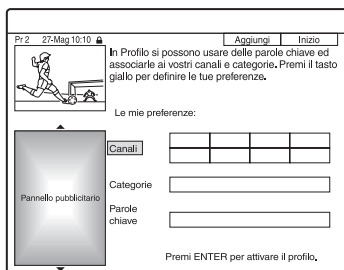 Pr 2 27-Mag 10:10
Aggiungi Inizio
In Profilo si possono usare delle parole chiave ed
associarle ai vostri canali e categorie. Premi il tasto
giallo per definire le tue preferenze.
Le mie preferenze:
Canali
Categorie
Parole
chiave
Pannello pubblicitario
Premi ENTER per attivare il profilo.